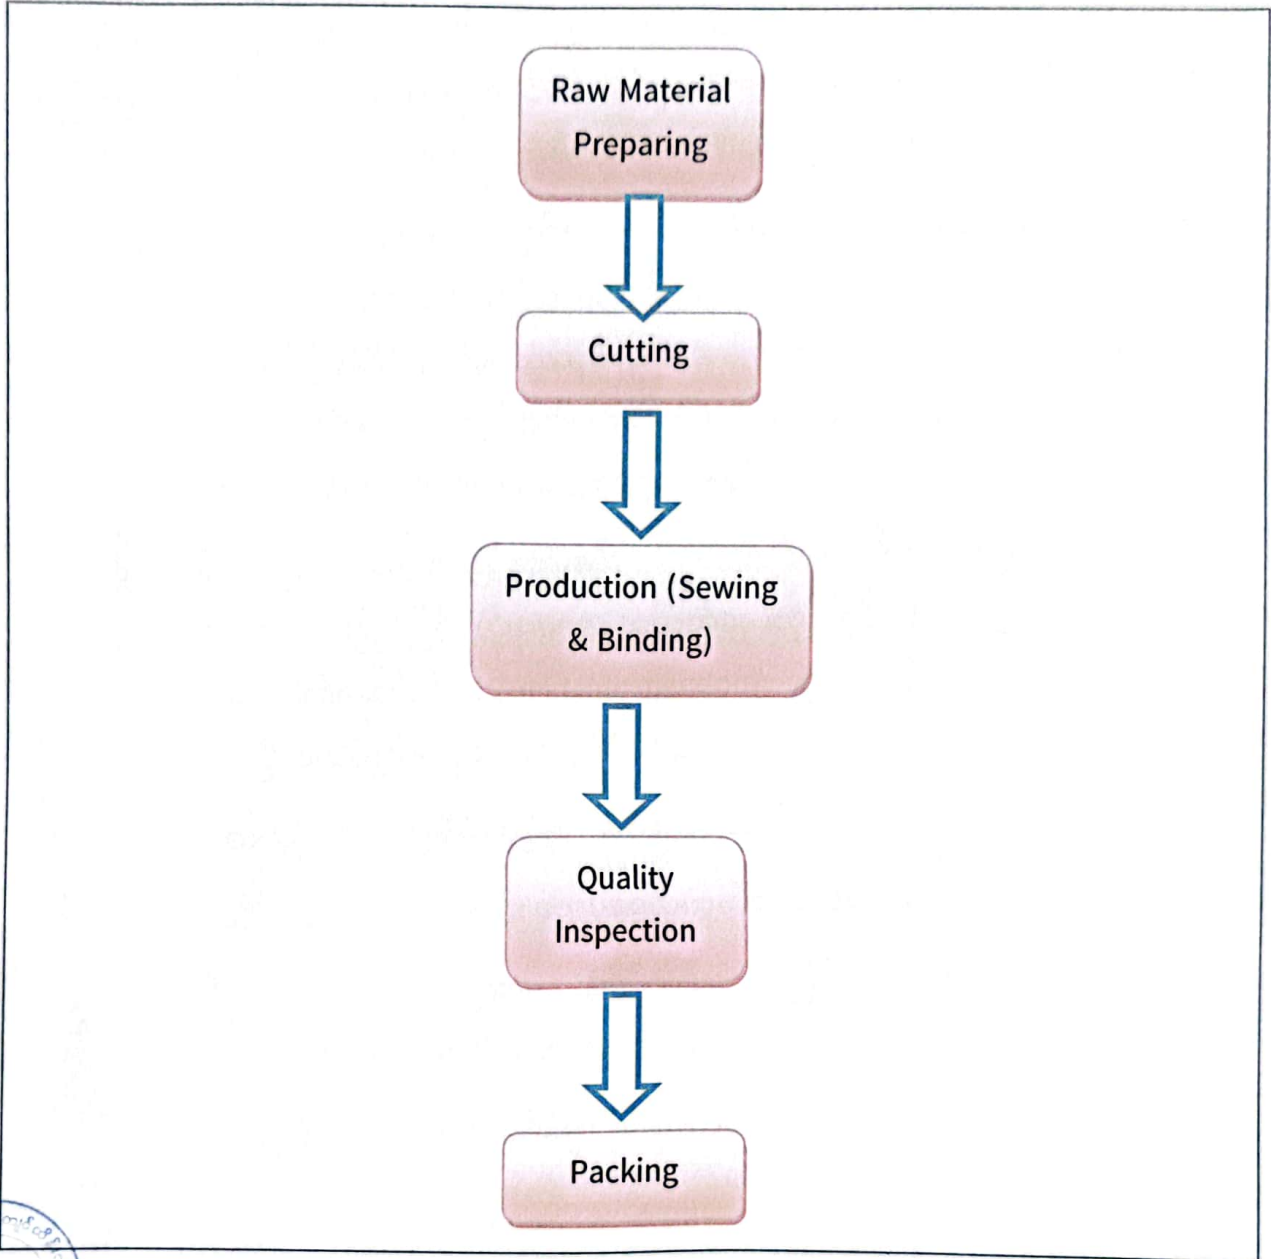 Raw Material
Preparing
Cutting
Production (Sewing
& Binding)
Quality
Inspection
Packing